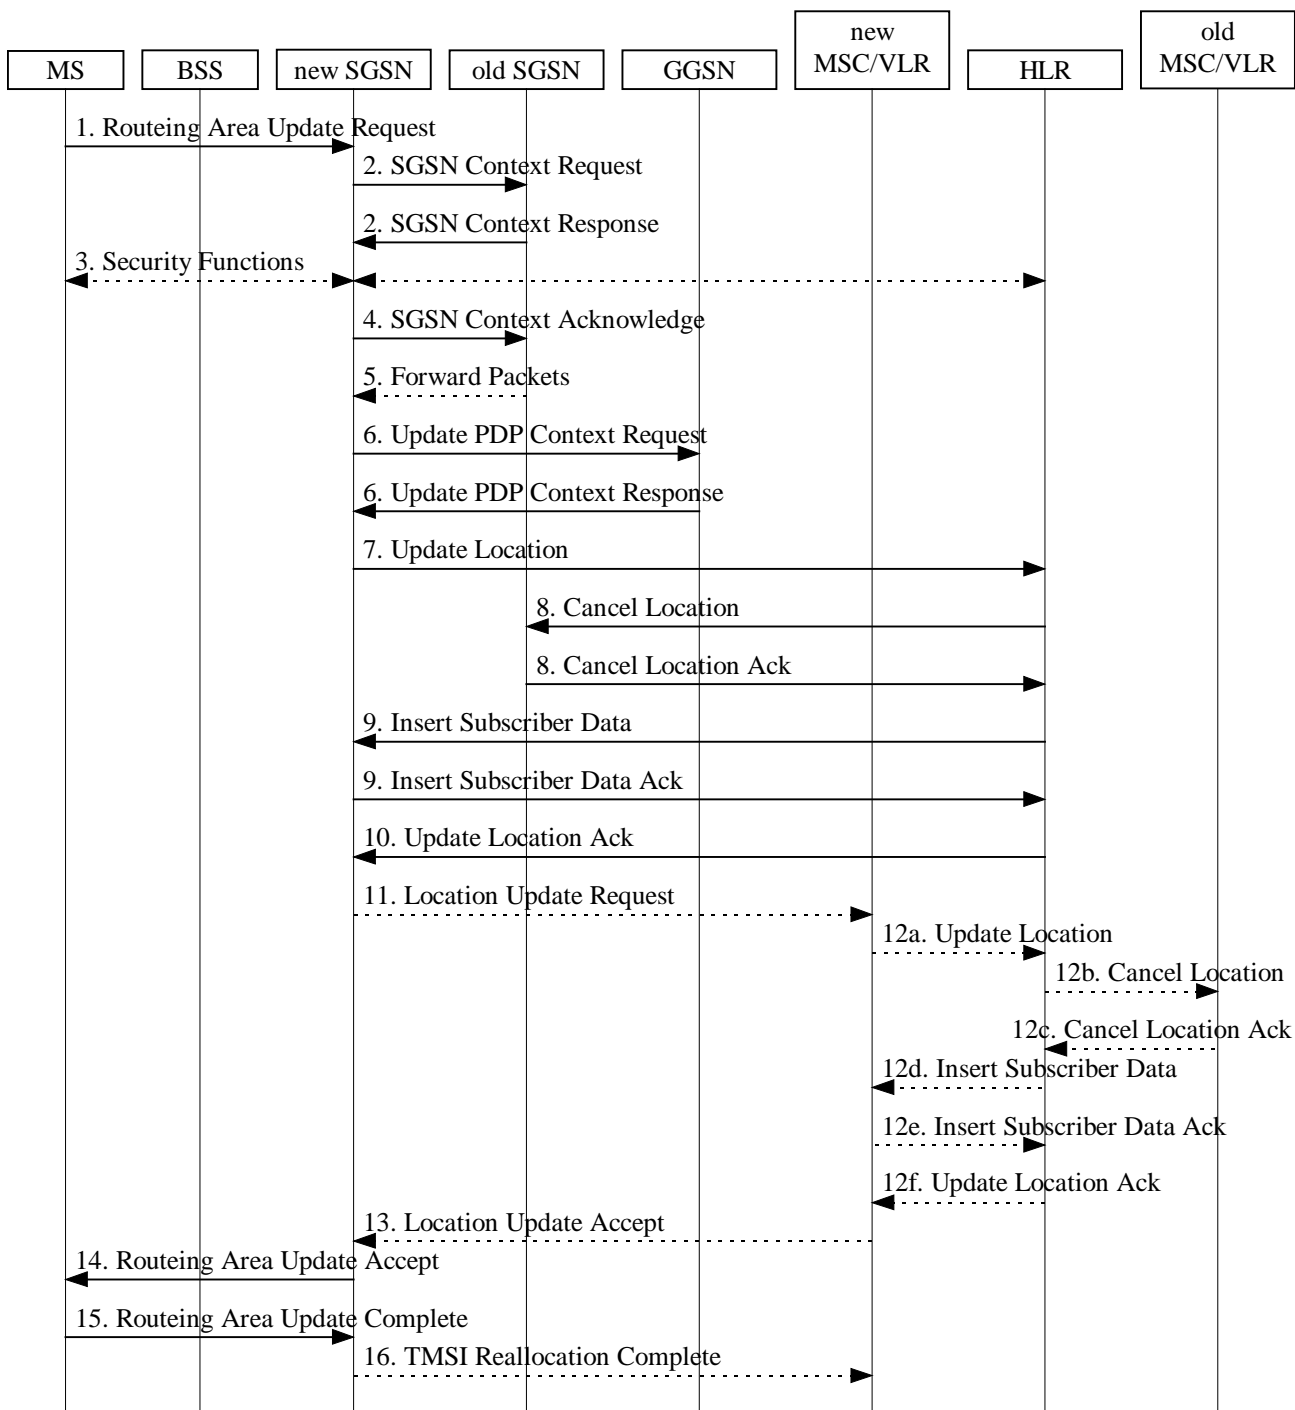 new
old
MS
BSS
new SGSN
old SGSN
GGSN
MSC/VLR
HLR
MSC/VLR
1. Routeing Area Update Request
2. SGSN Context Request
2. SGSN Context Response
3. Security Functions
4. SGSN Context Acknowledge
5. Forward Packets
6. Update PDP Context Request
6. Update PDP Context Response
7. Update Location
8. Cancel Location
8. Cancel Location Ack
9. Insert Subscriber Data
9. Insert Subscriber Data Ack
10. Update Location Ack
11. Location Update Request
12a. Update Location
12b. Cancel Location
12c. Cancel Location Ack
12d. Insert Subscriber Data
12e. Insert Subscriber Data Ack
12f. Update Location Ack
13. Location Update Accept
14. Routeing Area Update Accept
15. Routeing Area Update Complete
16. TMSI Reallocation Complete